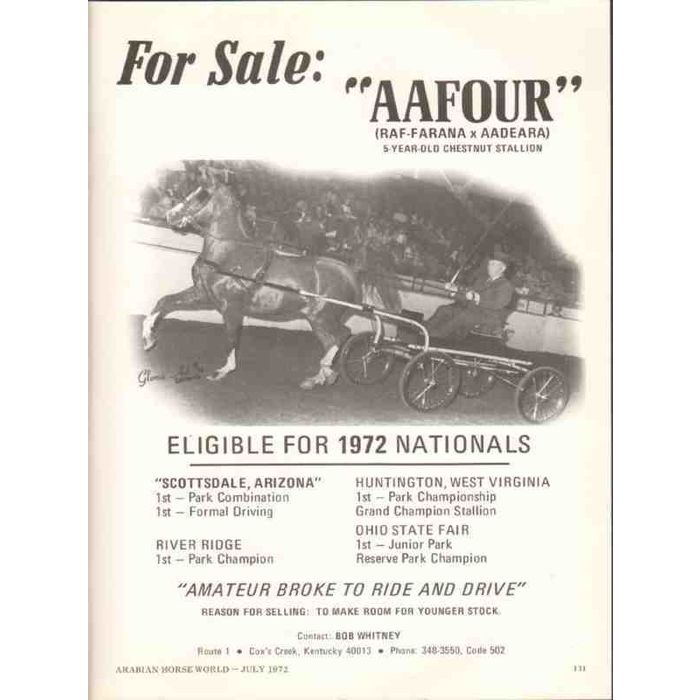 For Sale:
"AAFOUR"
(RAF-FARANA x AADEARA)
5-YEAR-OLD CHESTNUT STALLION
ELIGIBLE FOR 1972 NATIONALS
"SCOTTSDALE, ARIZONA"
1st – Park Combination
1st – Formal Driving
RIVER RIDGE
1st – Park Champion
HUNTINGTON, WEST VIRGINIA
1st – Park Championship
Grand Champion Stallion
OHIO STATE FAIR
1st – Junior Park
Reserve Park Champion
"AMATEUR BROKE TO RIDE AND DRIVE"
REASON FOR SELLING: TO MAKE ROOM FOR YOUNGER STOCK.
Contact: BOB WHITNEY
Route 1 • Cox's Creek, Kentucky 40013 • Phone: 348-3550, Code 502
ARABIAN HORSE WORLD – JULY 1972
131